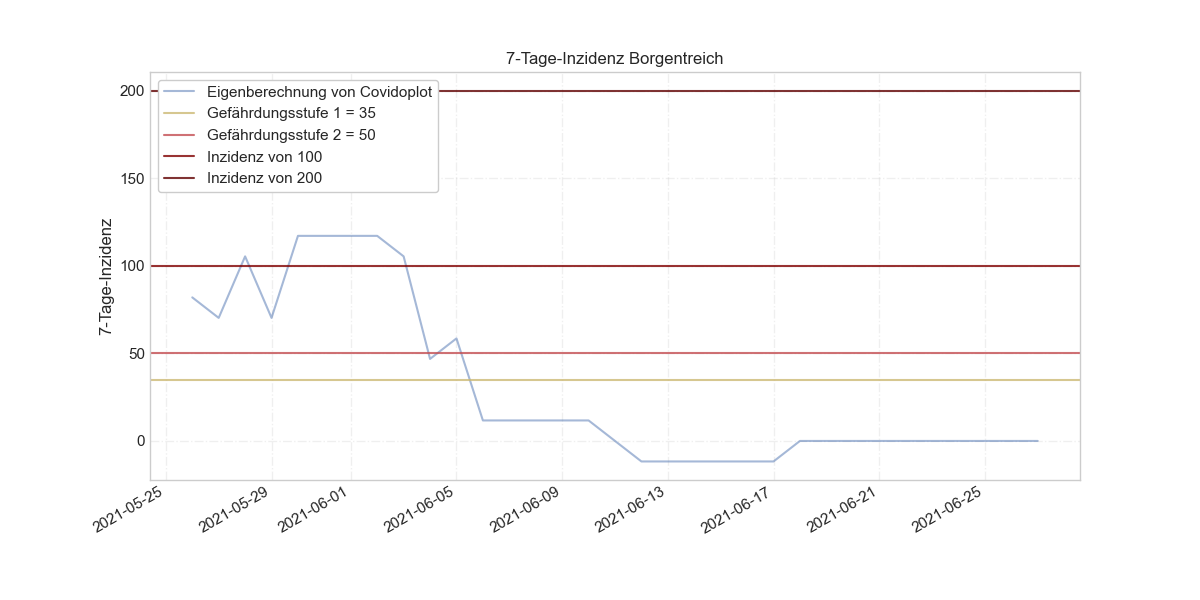 7-Tage-Inzidenz Borgentreich
Eigenberechnung von Covidoplot
Gefährdungsstufe 1 = 35
Gefährdungsstufe 2 = 50
Inzidenz von 100
Inzidenz von 200
7-Tage-Inzidenz
200
150
100
50
0
2021-05-25
2021-05-29
2021-06-01
2021-06-05
2021-06-09
2021-06-13
2021-06-17
2021-06-21
2021-06-25